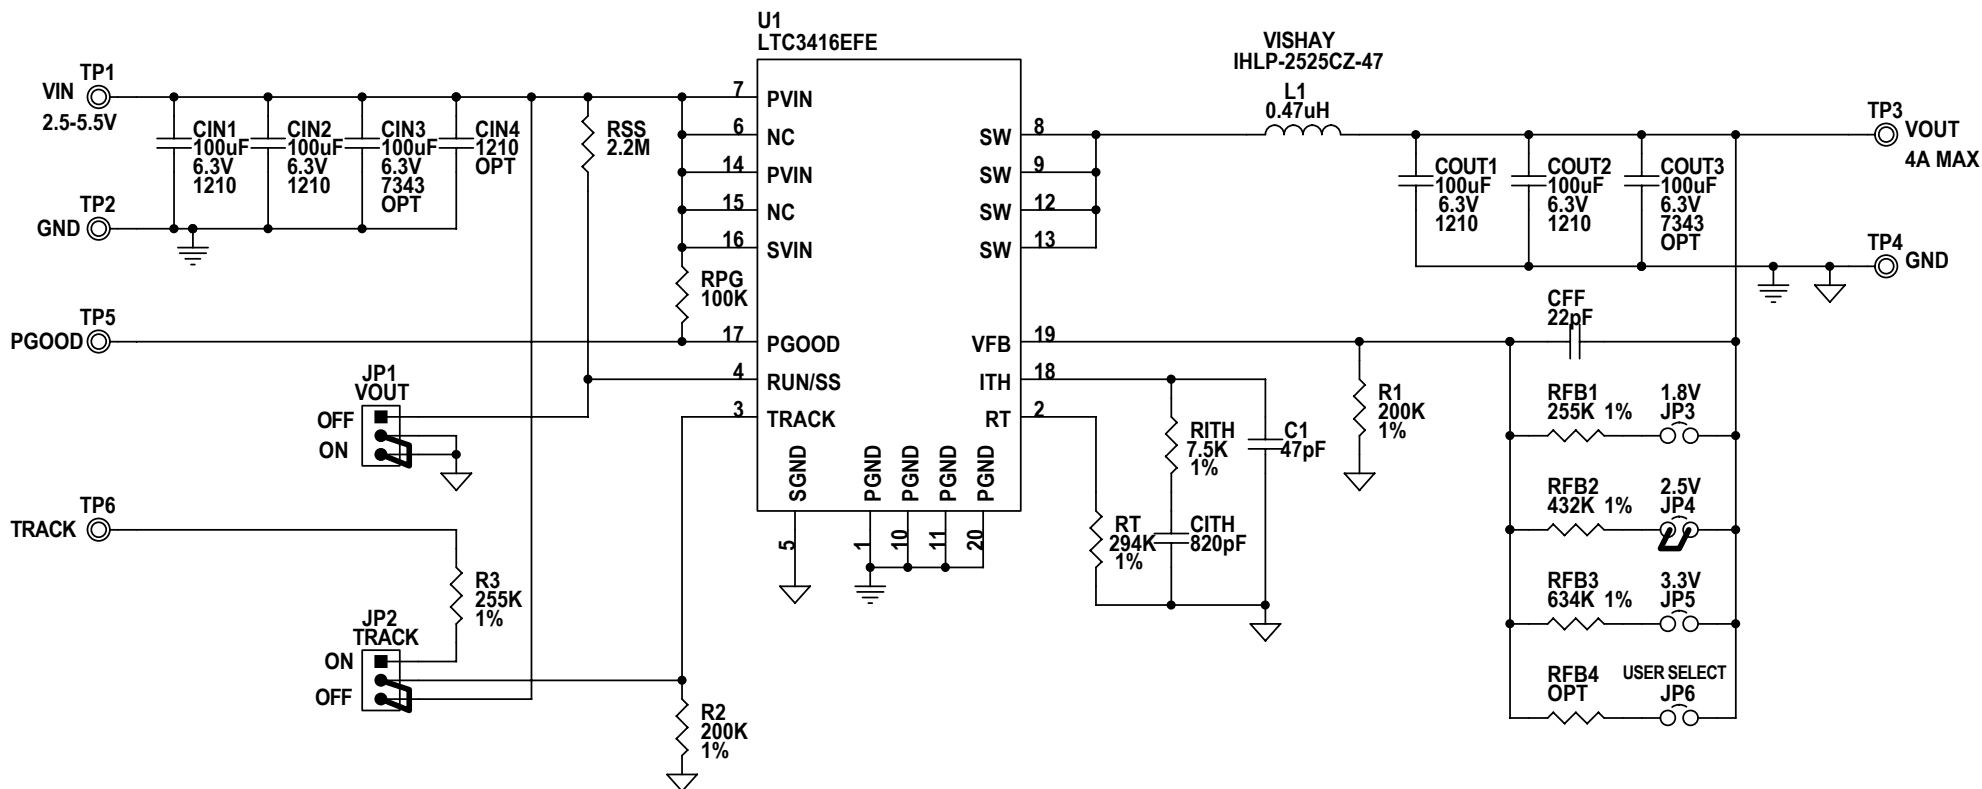 U1
LTC3416EFE
VISHAY
IHLP-2525CZ-47
L1
0.47uH
TP1
VIN
2.5-5.5V
CIN1
100uF
6.3V
1210
CIN2
100uF
6.3V
1210
CIN3
100uF
6.3V
7343
OPT
CIN4
1210
OPT
TP2
GND
RSS
2.2M
RPG
100K
TP5
PGOOD
JP1
VOUT
OFF
ON
TP6
TRACK
R3
255K
1%
JP2
TRACK
ON
OFF
R2
200K
1%
7 PVIN
6 NC
14 PVIN
15 NC
16 SVIN
17 PGOOD
4 RUN/SS
3 TRACK
SW 8
SW 9
SW 12
SW 13
VFB 19
ITH 18
RT 2
SGND
PGND
PGND
PGND
PGND
5
1
10
11
20
RT
294K
1%
RITH
7.5K
1%
CITH
820pF
C1
47pF
R1
200K
1%
COUT1
100uF
6.3V
1210
COUT2
100uF
6.3V
1210
COUT3
100uF
6.3V
7343
OPT
TP3
VOUT
4A MAX
TP4
GND
CFF
22pF
RFB1
255K 1%
1.8V
JP3
RFB2
432K 1%
2.5V
JP4
RFB3
634K 1%
3.3V
JP5
RFB4
OPT
USER SELECT
JP6